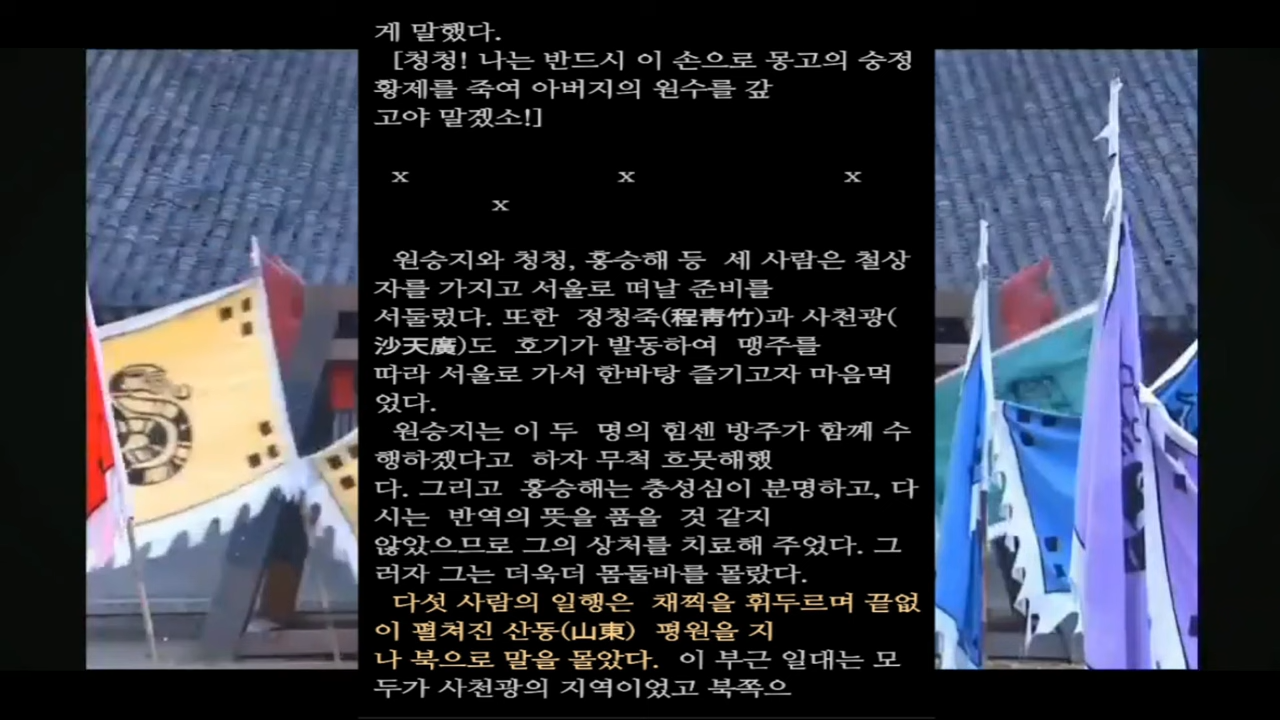 게 말했다.
[청청! 나는 반드시 이 손으로 몽고의 숭정
황제를 죽여 아버지의 원수를 갚
고야 말겠소!]
x x x
x
원승지와 청청, 홍승해 등 세 사람은 철상
자를 가지고 서울로 떠날 준비를
서둘렀다. 또한 정청죽(程靑竹)과 사천광(
沙天廣)도 호기가 발동하여 맹주를
따라 서울로 가서 한바탕 즐기고자 마음먹
었다.
원승지는 이 두 명의 힘센 방주가 함께 수
행하겠다고 하자 무척 흐뭇해했
다. 그리고 홍승해는 충성심이 분명하고, 다
시는 반역의 뜻을 품을 것 같지
않았으므로 그의 상처를 치료해 주었다. 그
러자 그는 더욱더 몸둘바를 몰랐다.
다섯 사람의 일행은 채찍을 휘두르며 끝없
이 펼쳐진 산동(山東) 평원을 지
나 북으로 말을 몰았다. 이 부근 일대는 모
두가 사천광의 지역이었고 북쪽으